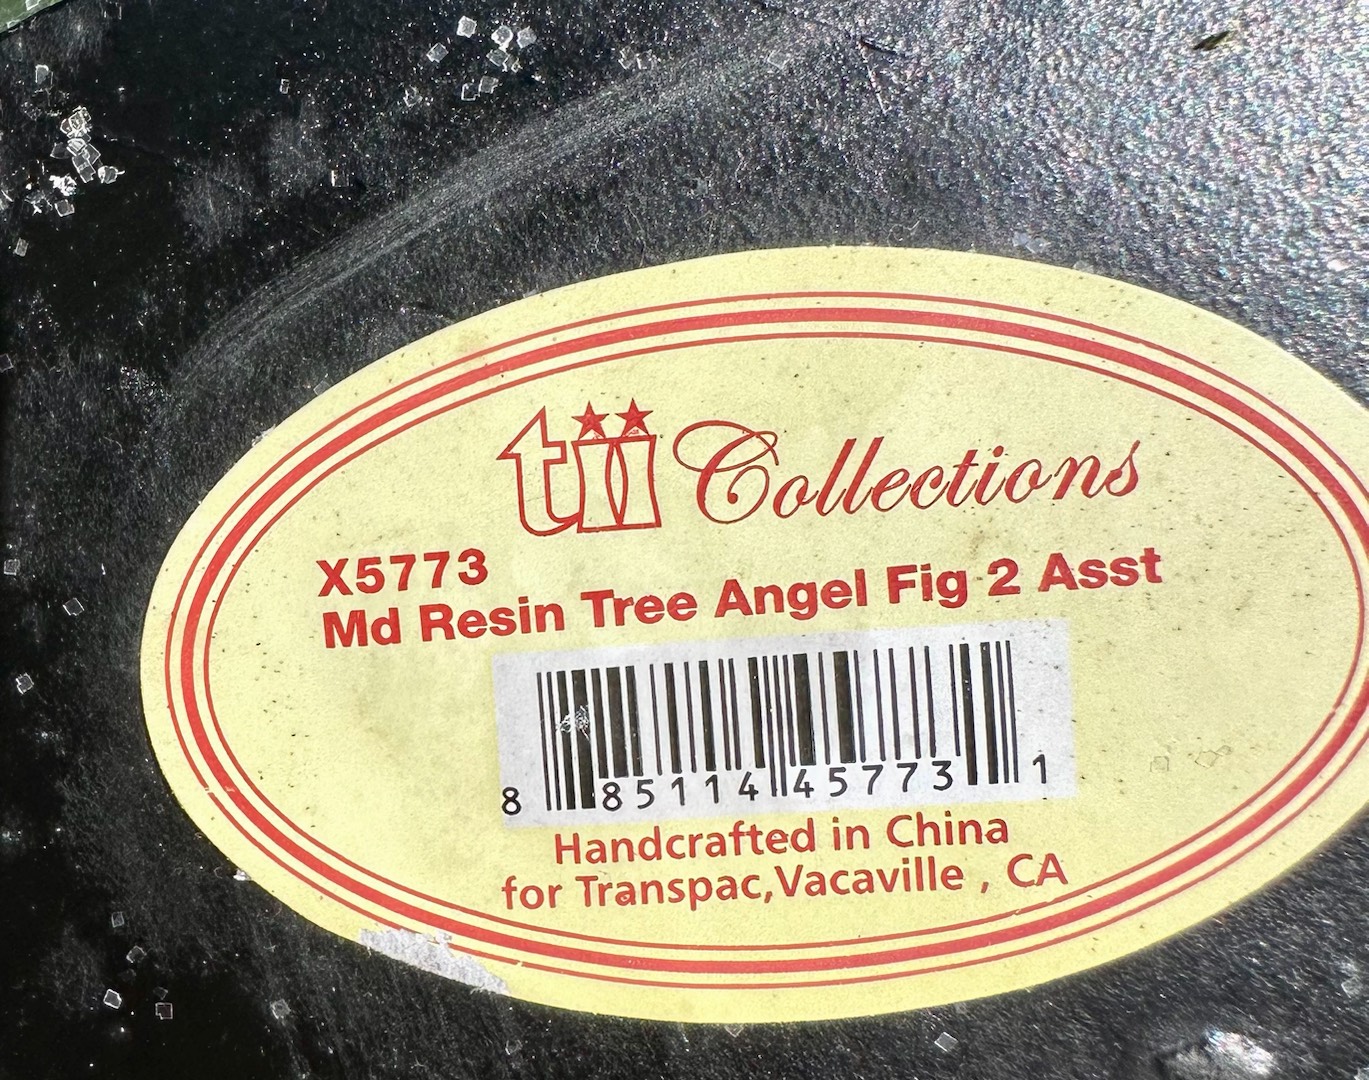 tii Collections
X5773
Md Resin Tree Angel Fig 2 Asst
8 85114 45773 1
Handcrafted in China
for Transpac, Vacaville , CA